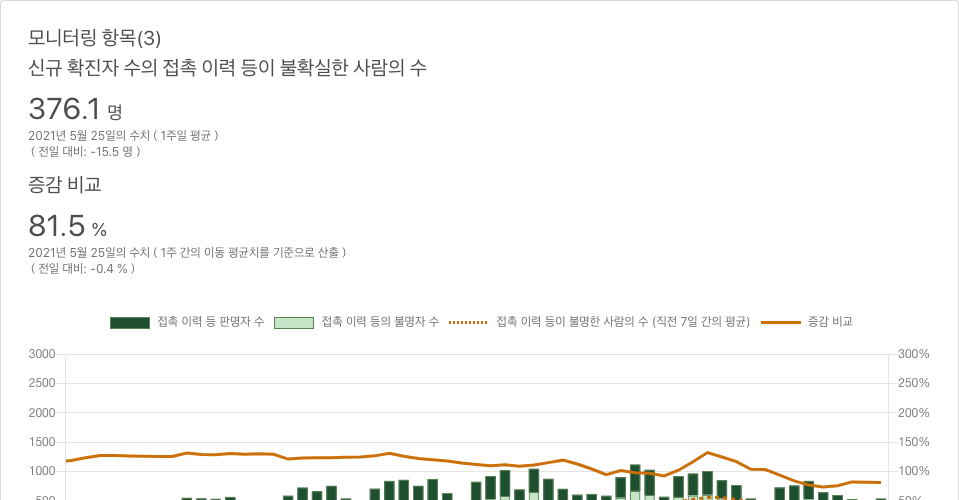 모니터링 항목(3)
신규 확진자 수의 접촉 이력 등이 불확실한 사람의 수
376.1 명
2021년 5월 25일의 수치 ( 1주일 평균 )
( 전일 대비: -15.5 명 )
증감 비교
81.5 %
2021년 5월 25일의 수치 ( 1주 간의 이동 평균치를 기준으로 산출 )
( 전일 대비: -0.4 % )
접촉 이력 등 판명자 수 접촉 이력 등의 불명자 수 접촉 이력 등이 불명한 사람의 수 (직전 7일 간의 평균) 증감 비교
3000 300%
2500 250%
2000 200%
1500 150%
1000 100%
500 50%